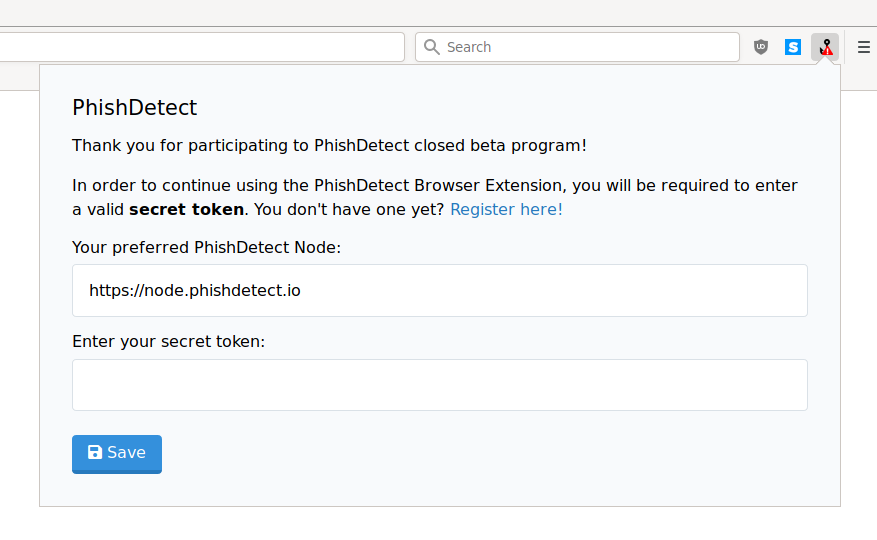 Search
PhishDetect
Thank you for participating to PhishDetect closed beta program!
In order to continue using the PhishDetect Browser Extension, you will be required to enter
a valid secret token. You don't have one yet? Register here!
Your preferred PhishDetect Node:
https://node.phishdetect.io
Enter your secret token:
Save